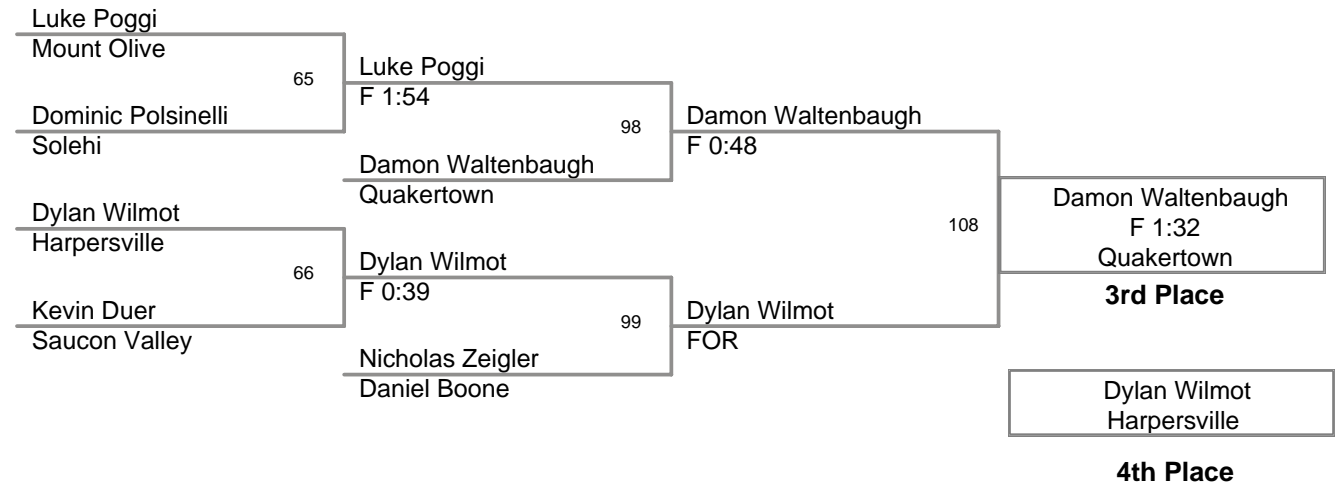 Luke Poggi
Mount Olive
65
Dominic Polsinelli
Solehi
Dylan Wilmot
Harpersville
66
Kevin Duer
Saucon Valley
Luke Poggi
F 1:54
98
Damon Waltenbaugh
Quakertown
Dylan Wilmot
F 0:39
99
Nicholas Zeigler
Daniel Boone
Damon Waltenbaugh
F 0:48
108
Dylan Wilmot
FOR
Damon Waltenbaugh
F 1:32
Quakertown
3rd Place
Dylan Wilmot
Harpersville
4th Place